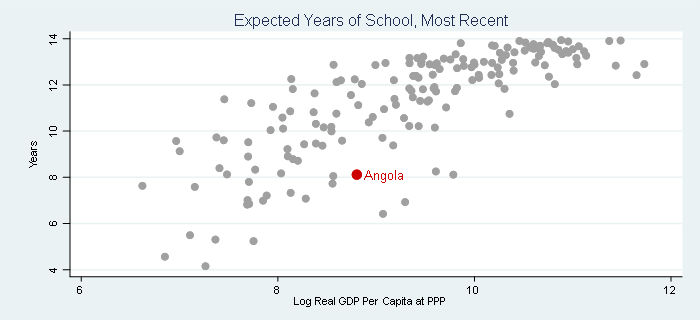 Expected Years of School, Most Recent
14
12
10
8
6
4
Years
Angola
6
8
10
12
Log Real GDP Per Capita at PPP